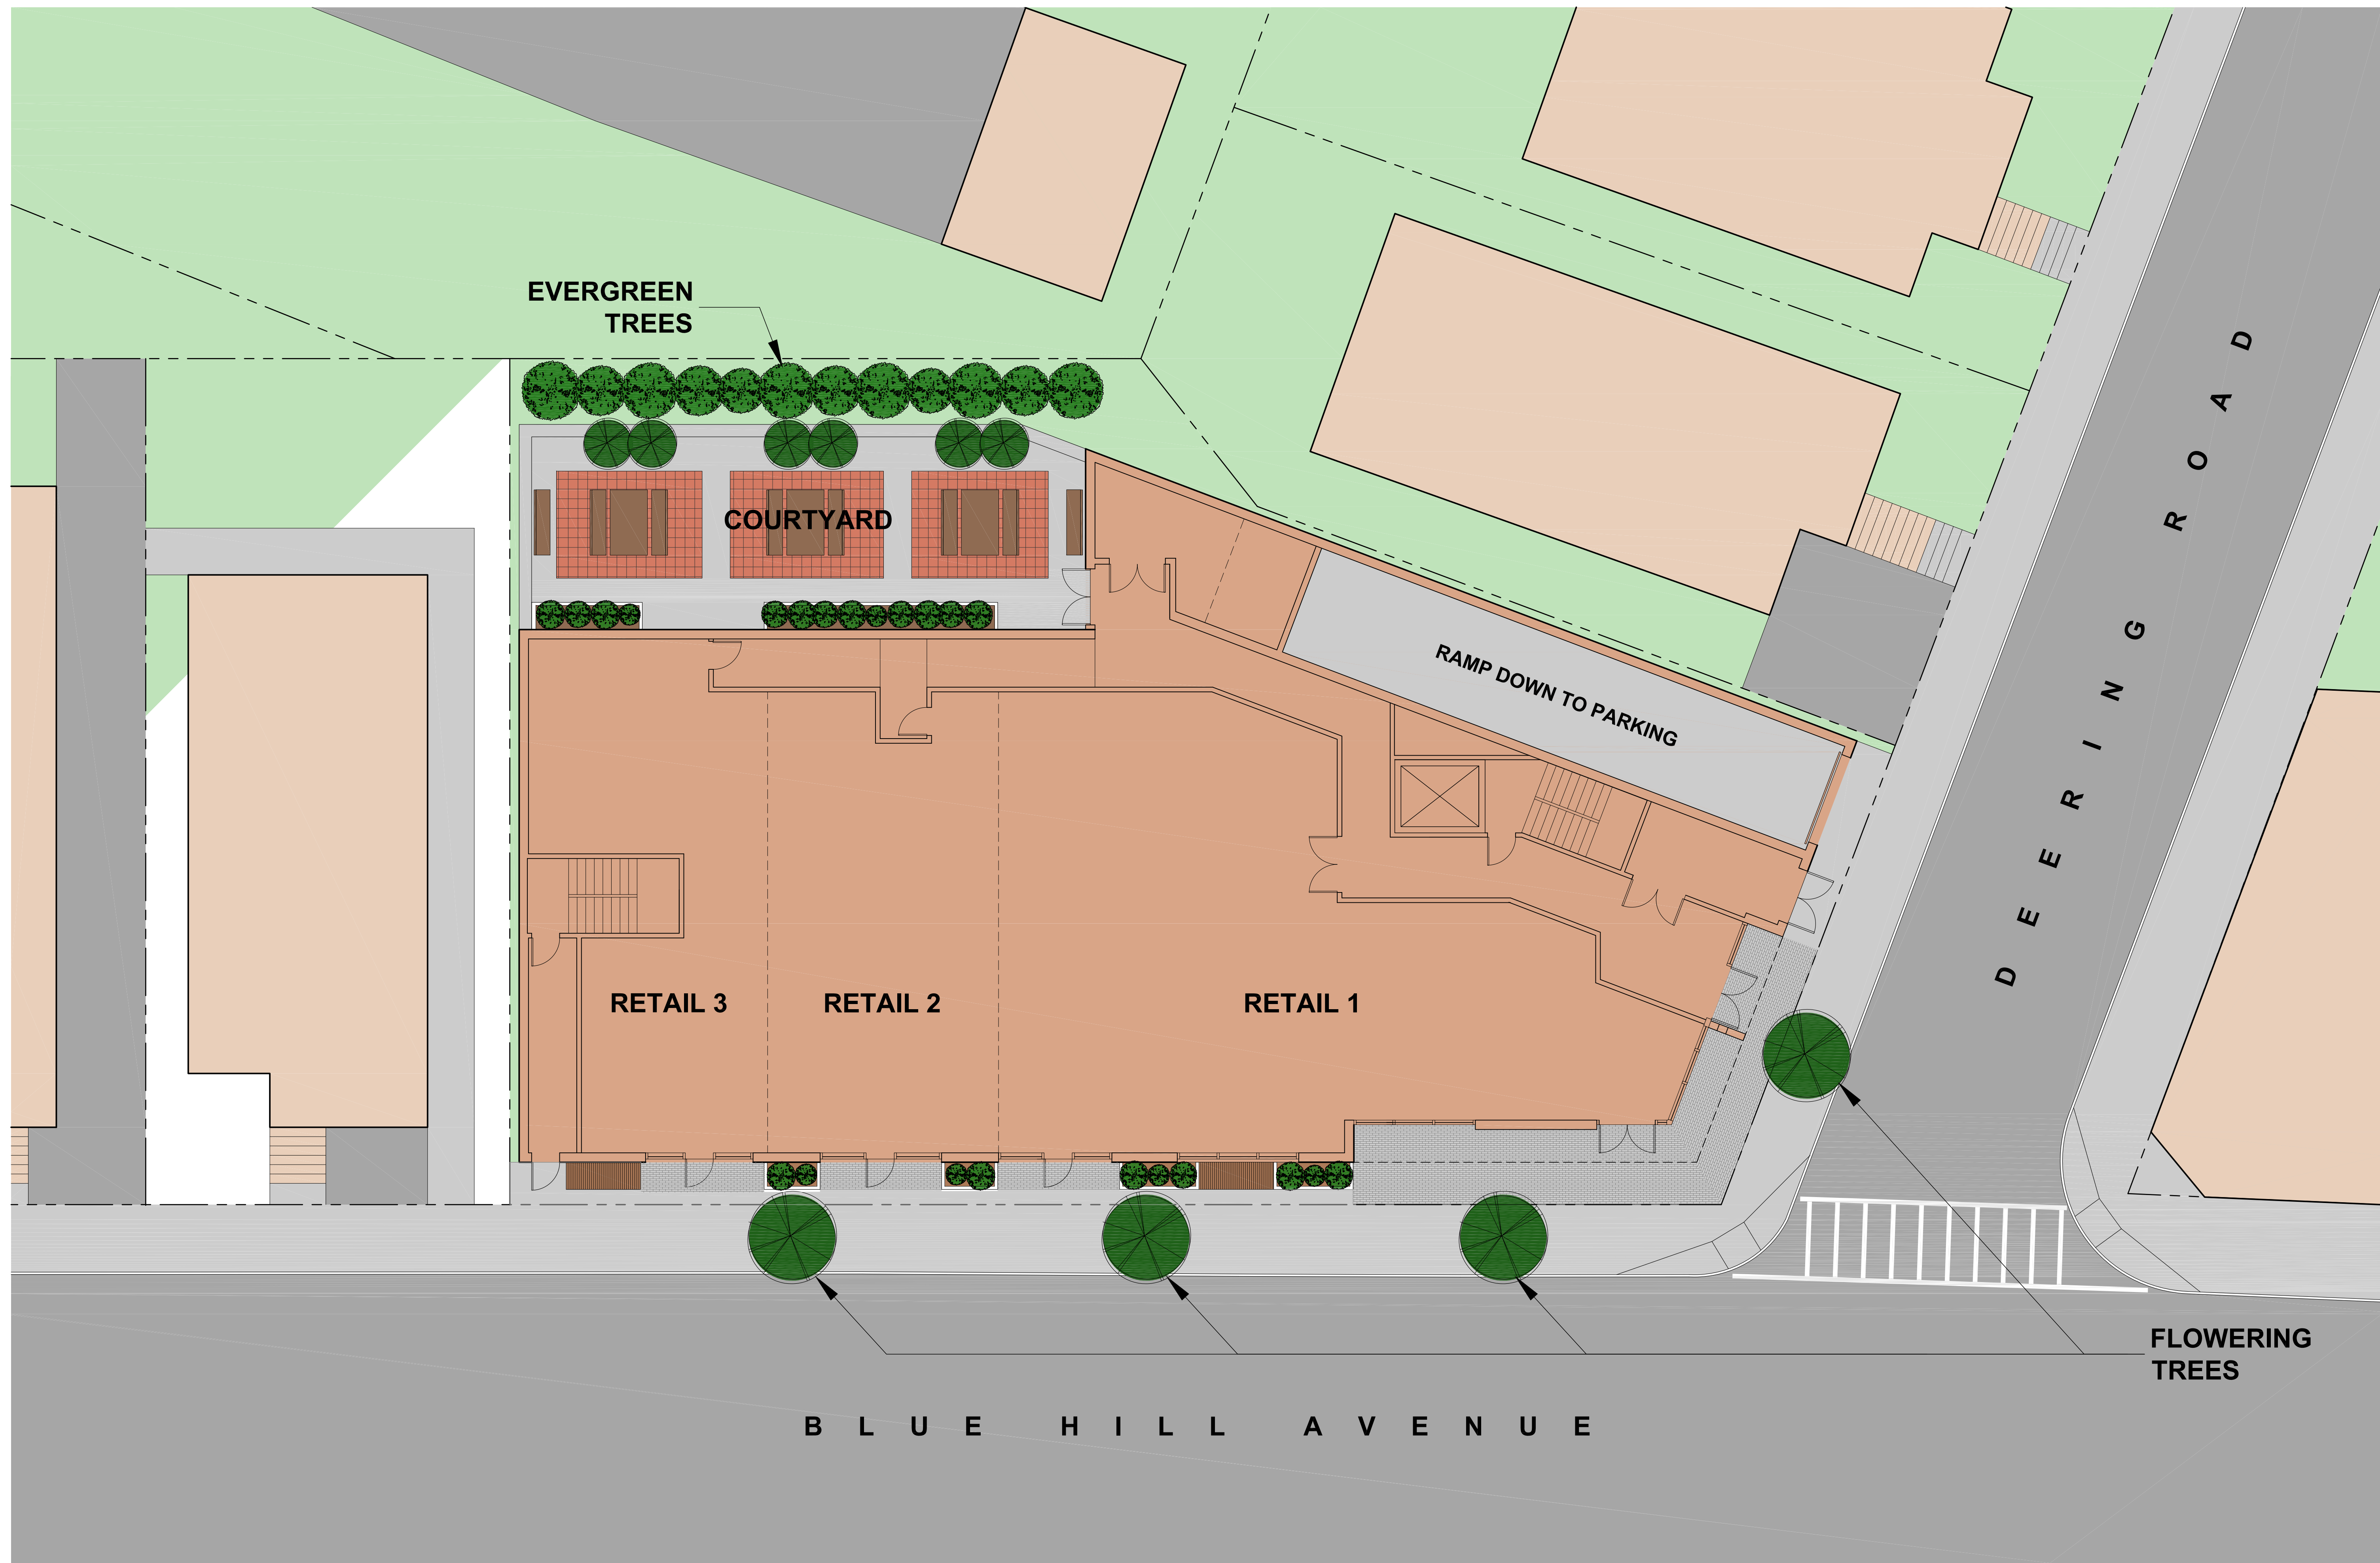 EVERGREEN
TREES
COURTYARD
RAMP DOWN TO PARKING
DEERING ROAD
RETAIL 3
RETAIL 2
RETAIL 1
FLOWERING
TREES
BLUE HILL AVENUE